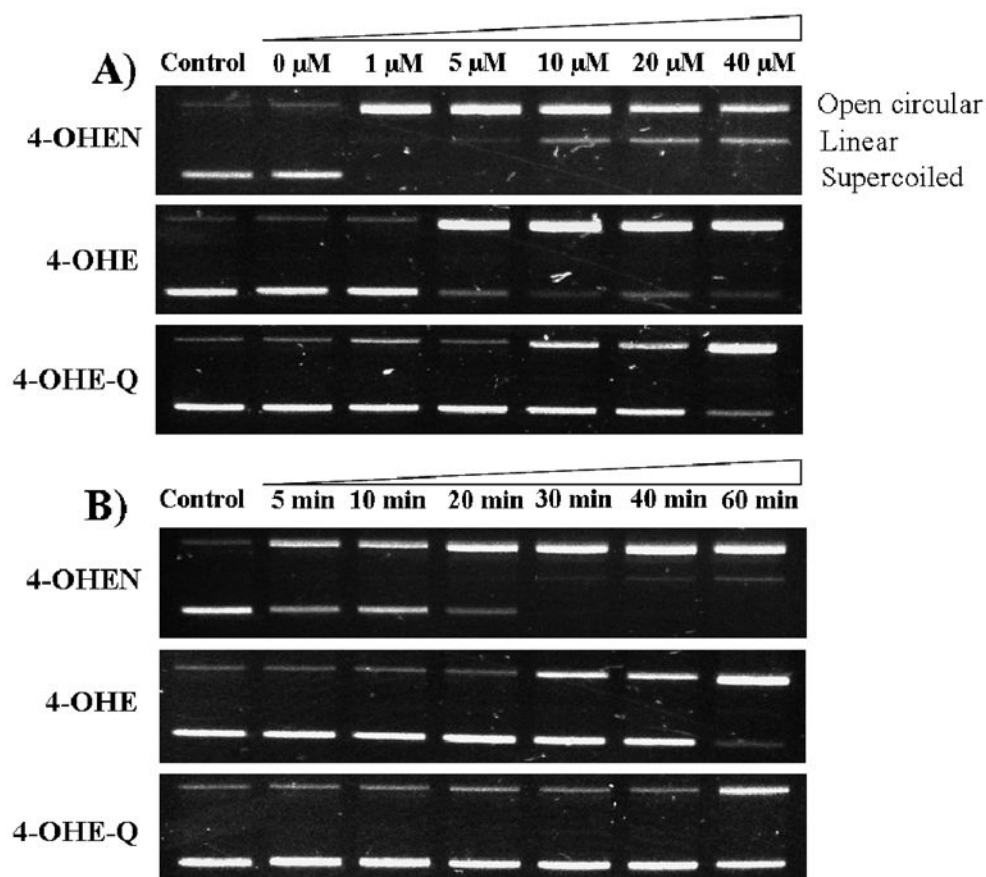 A)
Control 0 μM 1 μM 5 μM 10 μM 20 μM 40 μM
4-OHEN
Open circular
Linear
Supercoiled
4-OHE
4-OHE-Q
B)
Control 5 min 10 min 20 min 30 min 40 min 60 min
4-OHEN
4-OHE
4-OHE-Q